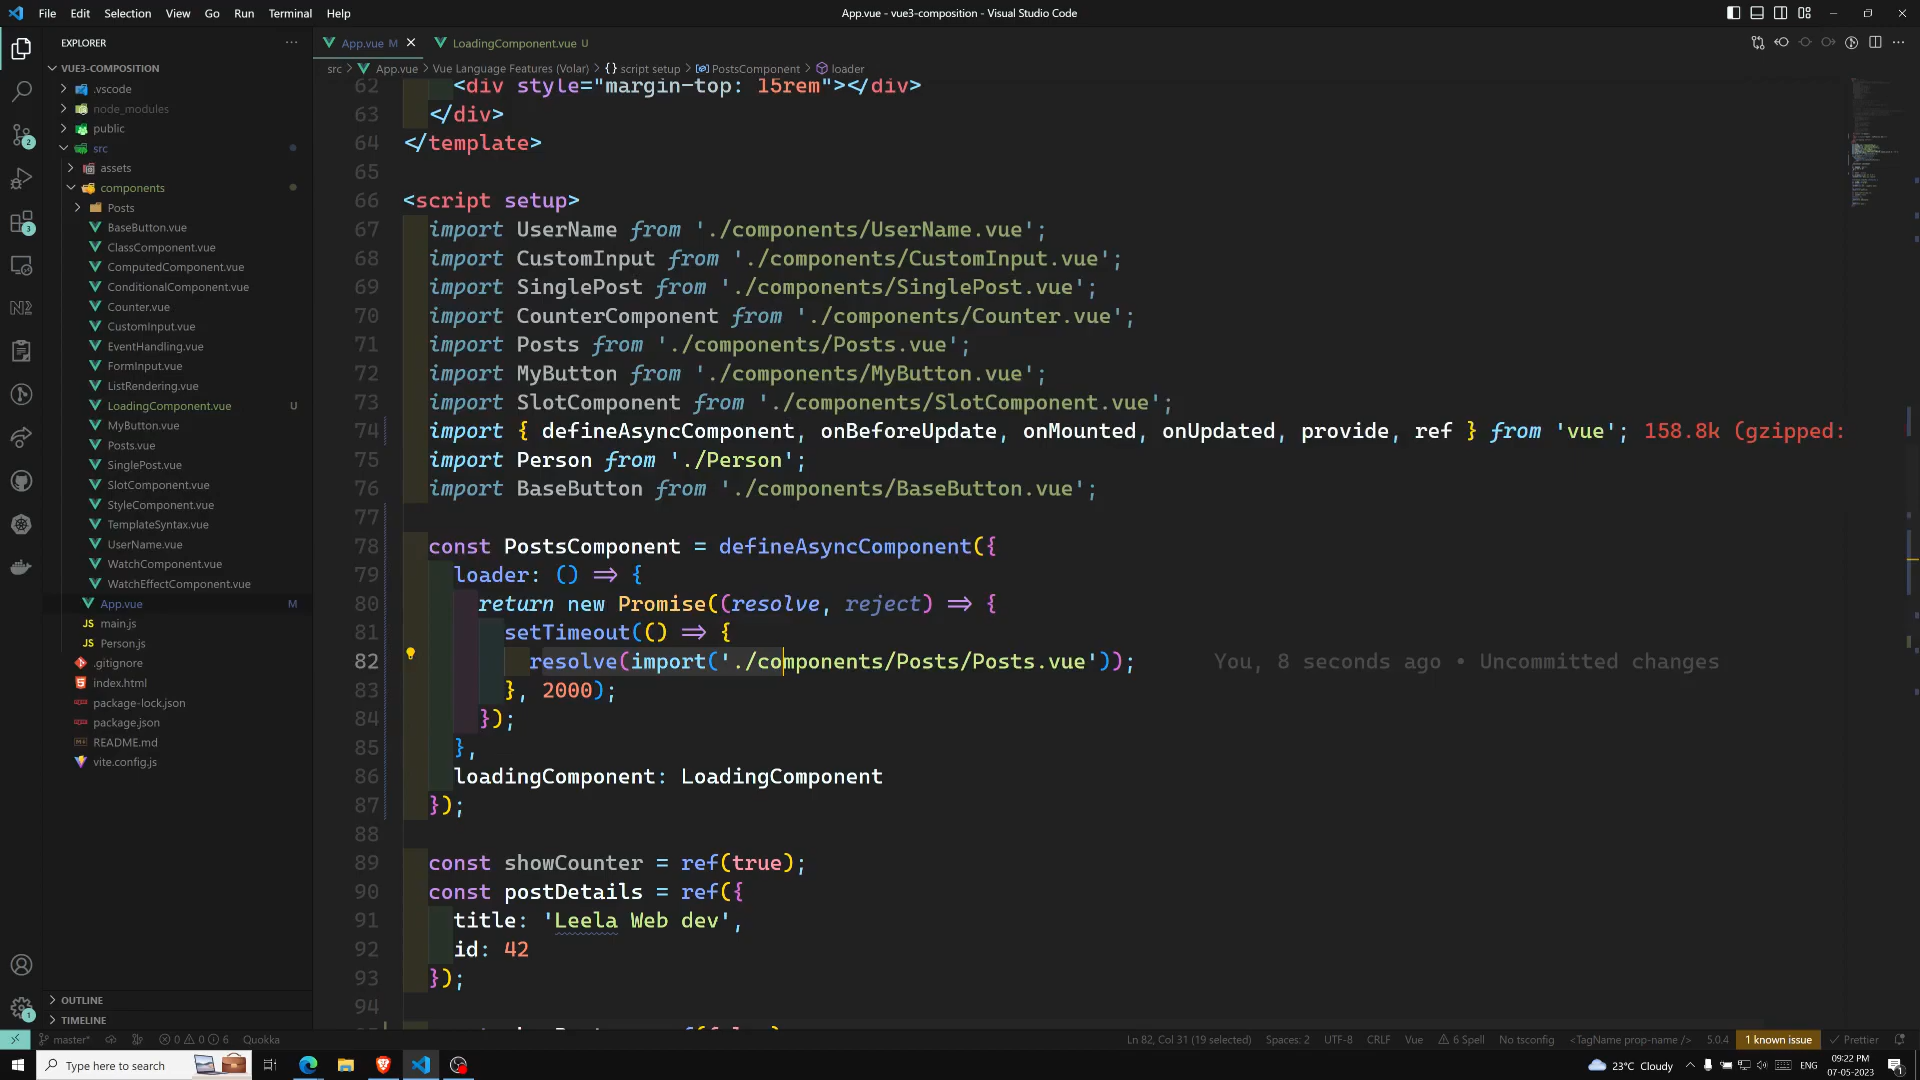 File Edit Selection View Go Run Terminal Help
App.vue - vue3-composition - Visual Studio Code
EXPLORER
VUE3-COMPOSITION
.vscode
node_modules
public
src
assets
components
Posts
BaseButton.vue
ClassComponent.vue
ComputedComponent.vue
ConditionalComponent.vue
Counter.vue
CustomInput.vue
EventHandling.vue
FormInput.vue
ListRendering.vue
LoadingComponent.vue U
MyButton.vue
Posts.vue
SinglePost.vue
SlotComponent.vue
StyleComponent.vue
TemplateSyntax.vue
UserName.vue
WatchComponent.vue
WatchEffectComponent.vue
App.vue M
main.js
Person.js
.gitignore
index.html
package-lock.json
package.json
README.md
vite.config.js
OUTLINE
TIMELINE
App.vue M LoadingComponent.vue U
src > App.vue > Vue Language Features (Volar) > {} script setup > PostsComponent > loader
62 <div style="margin-top: 15rem"></div>
63 </div>
64 </template>
65
66 <script setup>
67 import UserName from './components/UserName.vue';
68 import CustomInput from './components/CustomInput.vue';
69 import SinglePost from './components/SinglePost.vue';
70 import CounterComponent from './components/Counter.vue';
71 import Posts from './components/Posts.vue';
72 import MyButton from './components/MyButton.vue';
73 import SlotComponent from './components/SlotComponent.vue';
74 import { defineAsyncComponent, onBeforeUpdate, onMounted, onUpdated, provide, ref } from 'vue'; 158.8k (gzipped:
75 import Person from './Person';
76 import BaseButton from './components/BaseButton.vue';
77
78 const PostsComponent = defineAsyncComponent({
79 loader: () => {
80 return new Promise((resolve, reject) => {
81 setTimeout(() => {
82 resolve(import('./components/Posts/Posts.vue')); You, 8 seconds ago • Uncommitted changes
83 }, 2000);
84 });
85 },
86 loadingComponent: LoadingComponent
87 });
88
89 const showCounter = ref(true);
90 const postDetails = ref({
91 title: 'Leela Web dev',
92 id: 42
93 });
94
master* 0 0 6 Quokka
Ln 82, Col 31 (19 selected) Spaces: 2 UTF-8 CRLF Vue 6 Spell No tsconfig <TagName prop-name /> 5.0.4 1 known issue Prettier
Type here to search
23°C Cloudy ENG
09:22 PM
07-05-2023